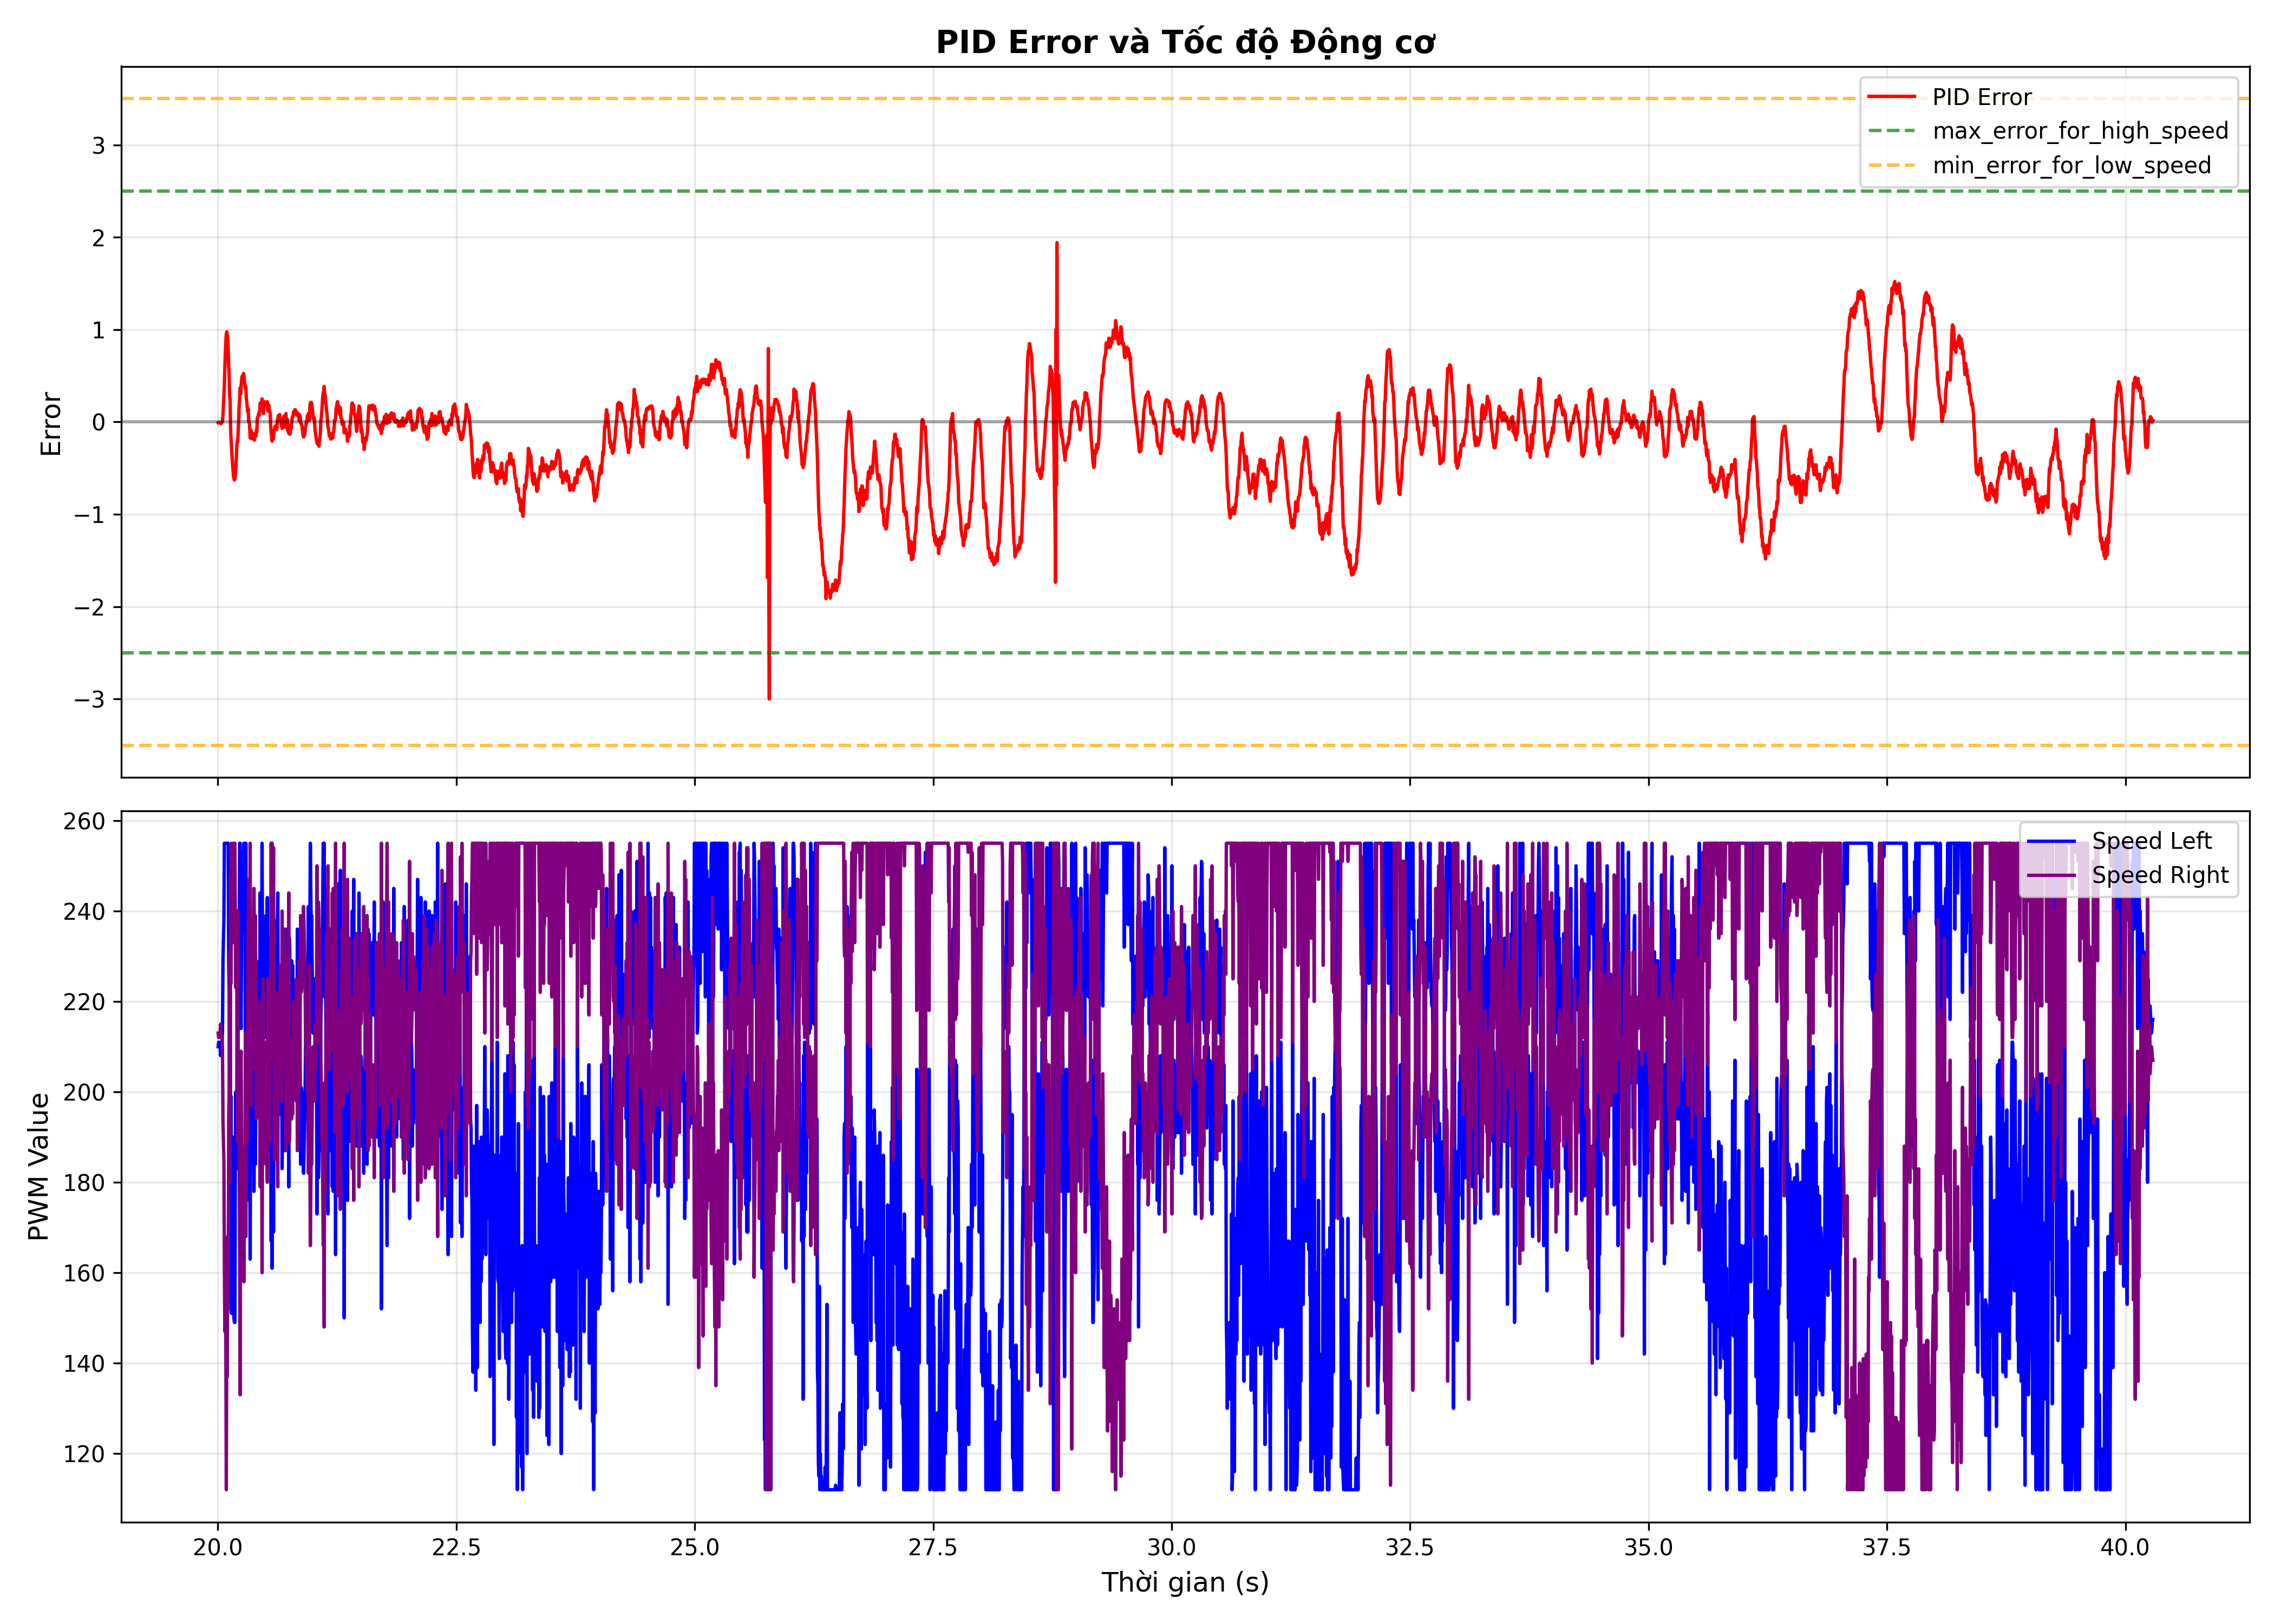 PID Error và Tốc độ Động cơ
PID Error
max_error_for_high_speed
min_error_for_low_speed
3
2
1
0
−1
−2
−3
Error
Speed Left
Speed Right
260
240
220
200
180
160
140
120
PWM Value
20.0 22.5 25.0 27.5 30.0 32.5 35.0 37.5 40.0
Thời gian (s)